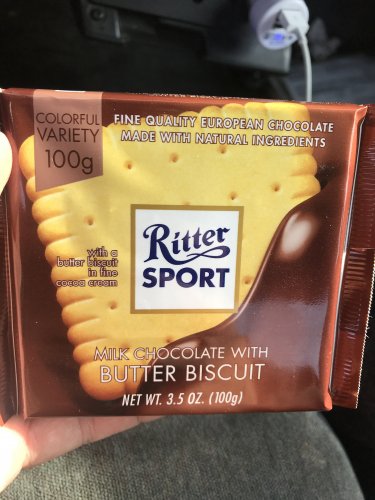 COLORFUL
VARIETY
100g
FINE QUALITY EUROPEAN CHOCOLATE
MADE WITH NATURAL INGREDIENTS
Ritter
SPORT
with a
butter biscuit
in fine
cocoa cream
MILK CHOCOLATE WITH
BUTTER BISCUIT
NET WT. 3.5 OZ. (100g)